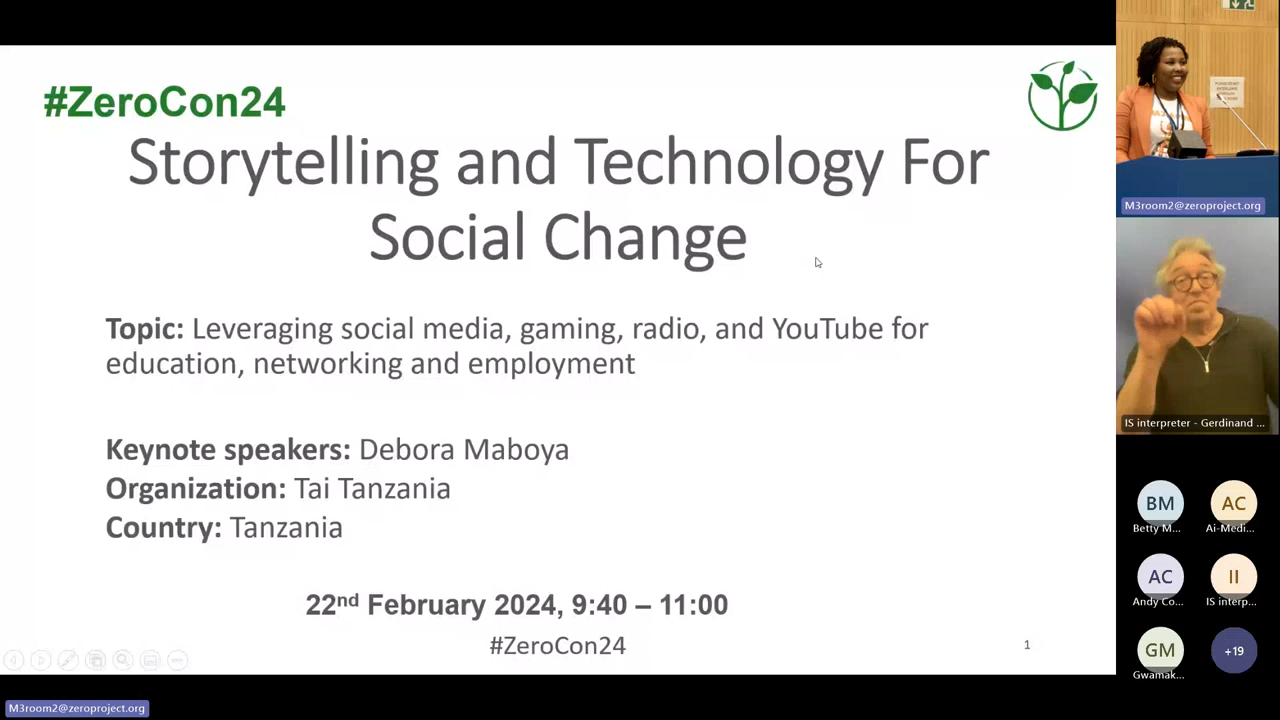 #ZeroCon24
Storytelling and Technology For
Social Change
Topic: Leveraging social media, gaming, radio, and YouTube for
education, networking and employment
Keynote speakers: Debora Maboya
Organization: Tai Tanzania
Country: Tanzania
22nd February 2024, 9:40 – 11:00
#ZeroCon24
1
M3room2@zeroproject.org
M3room2@zeroproject.org
IS interpreter - Gerdinand ...
BM
AC
Betty M...
Ai-Medi...
AC
II
Andy Co...
IS interp...
GM
+19
Gwamak...